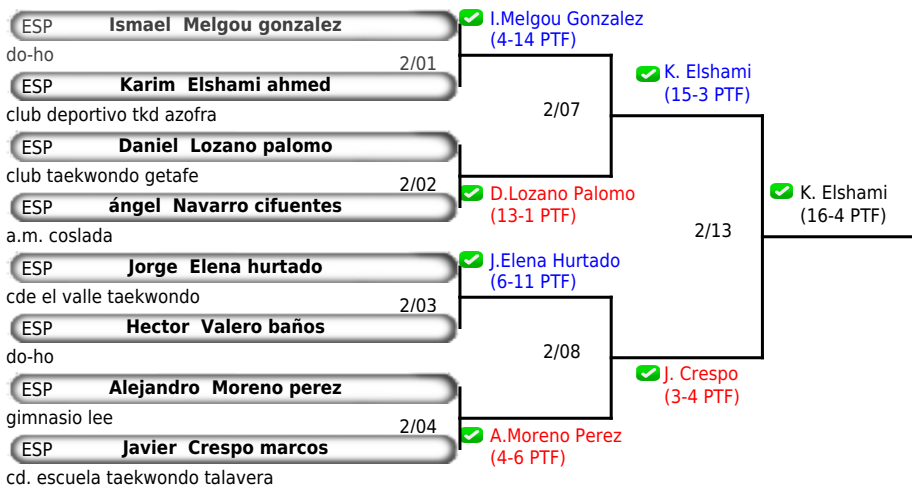 ESP Ismael Melgou gonzalez
do-ho
2/01
ESP Karim Elshami ahmed
club deportivo tkd azofra
ESP Daniel Lozano palomo
club taekwondo getafe
2/02
ESP ángel Navarro cifuentes
a.m. coslada
ESP Jorge Elena hurtado
cde el valle taekwondo
2/03
ESP Hector Valero baños
do-ho
ESP Alejandro Moreno perez
gimnasio lee
2/04
ESP Javier Crespo marcos
cd. escuela taekwondo talavera
I.Melgou Gonzalez
(4-14 PTF)
2/07
D.Lozano Palomo
(13-1 PTF)
J.Elena Hurtado
(6-11 PTF)
2/08
A.Moreno Perez
(4-6 PTF)
K. Elshami
(15-3 PTF)
2/13
J. Crespo
(3-4 PTF)
K. Elshami
(16-4 PTF)